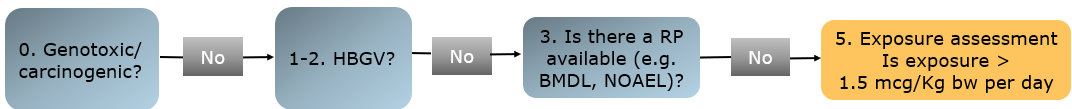 0. Genotoxic/
carcinogenic?
No
1-2. HBGV?
No
3. Is there a RP
available (e.g.
BMDL, NOAEL)?
No
5. Exposure assessment
Is exposure >
1.5 mcg/Kg bw per day